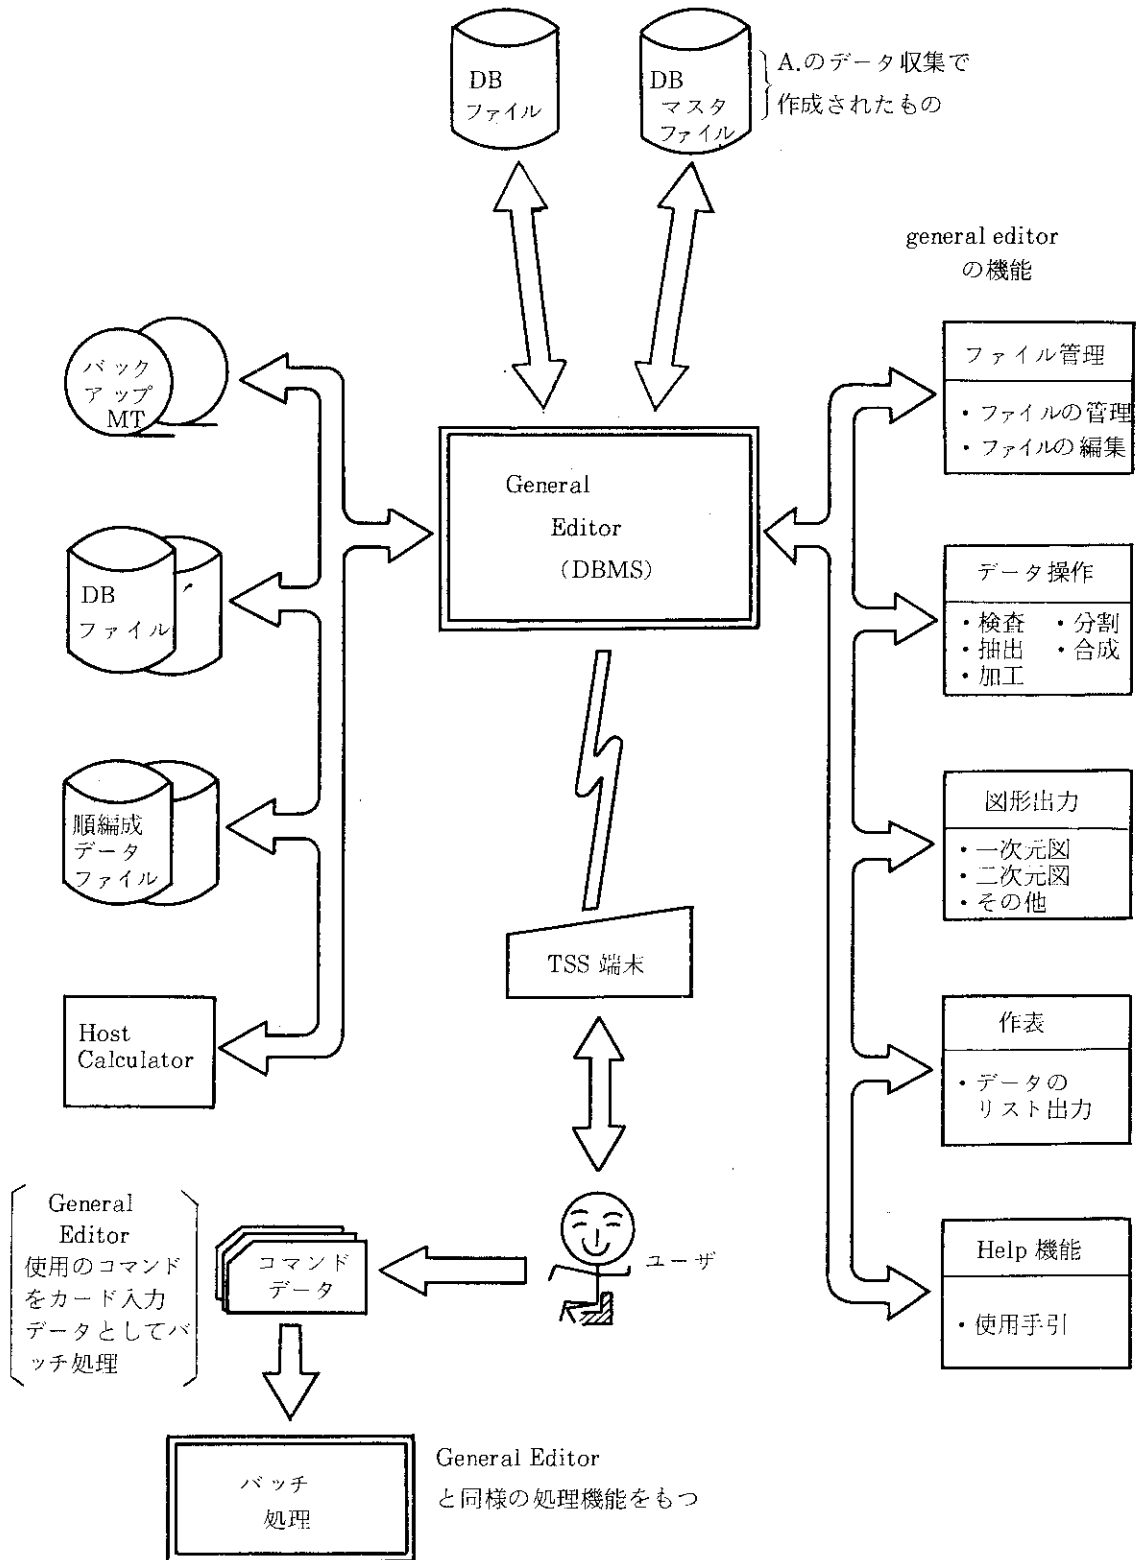 DB
ファイル
DB
マスタ
ファイル
A.のデータ収集で
作成されたもの
general editor
の機能
バック
アップ
MT
DB
ファイル
順編成
データ
ファイル
Host
Calculator
General
Editor
(DBMS)
ファイル管理
・ファイルの管理
・ファイルの編集
データ操作
・検査 ・分割
・抽出 ・合成
・加工
図形出力
・一次元図
・二次元図
・その他
作表
・データの
リスト出力
Help 機能
・使用手引
TSS 端末
ユーザ
コマンド
データ
General
Editor
使用のコマンド
をカード入力
データとしてバ
ッチ処理
バッチ
処理
General Editor
と同様の処理機能をもつ